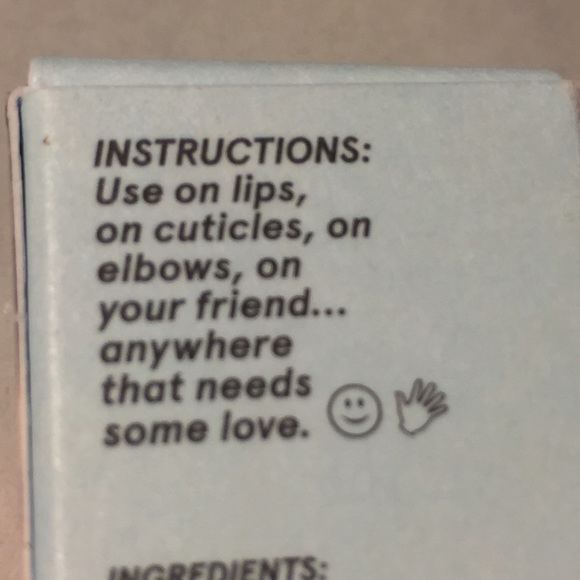 INSTRUCTIONS:
Use on lips,
on cuticles, on
elbows, on
your friend...
anywhere
that needs
some love.
INGREDIENTS: